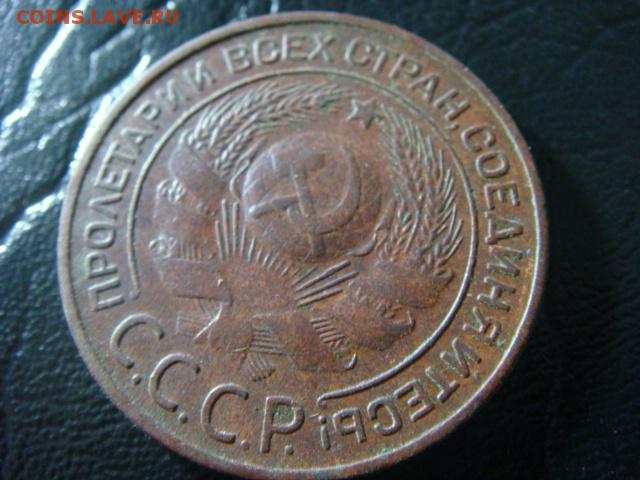 COINS.LAVE.RU
ПРОЛЕТАРИИ ВСЕХ СТРАН, СОЕДИНЯЙТЕСЬ!
С.С.С.Р.